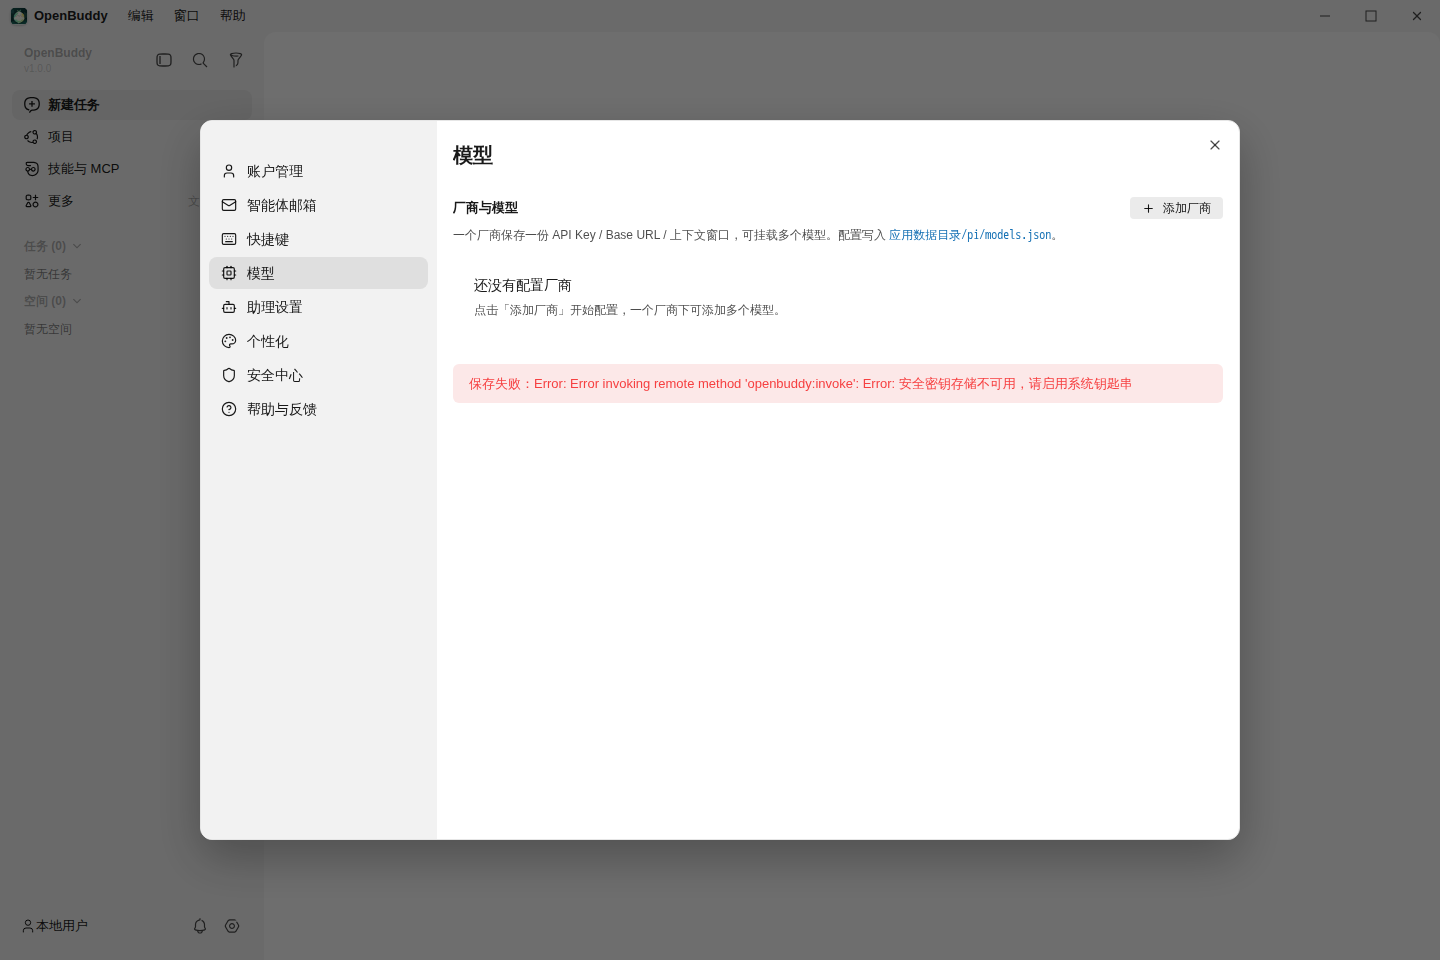 OpenBuddy 编辑 窗口 帮助
OpenBuddy
v1.0.0
新建任务
项目
技能与 MCP
更多 文
任务 (0)
暂无任务
空间 (0)
暂无空间
本地用户
账户管理
智能体邮箱
快捷键
模型
助理设置
个性化
安全中心
帮助与反馈
模型
厂商与模型
添加厂商
一个厂商保存一份 API Key / Base URL / 上下文窗口，可挂载多个模型。配置写入 应用数据目录/pi/models.json。
还没有配置厂商
点击「添加厂商」开始配置，一个厂商下可添加多个模型。
保存失败：Error: Error invoking remote method 'openbuddy:invoke': Error: 安全密钥存储不可用，请启用系统钥匙串